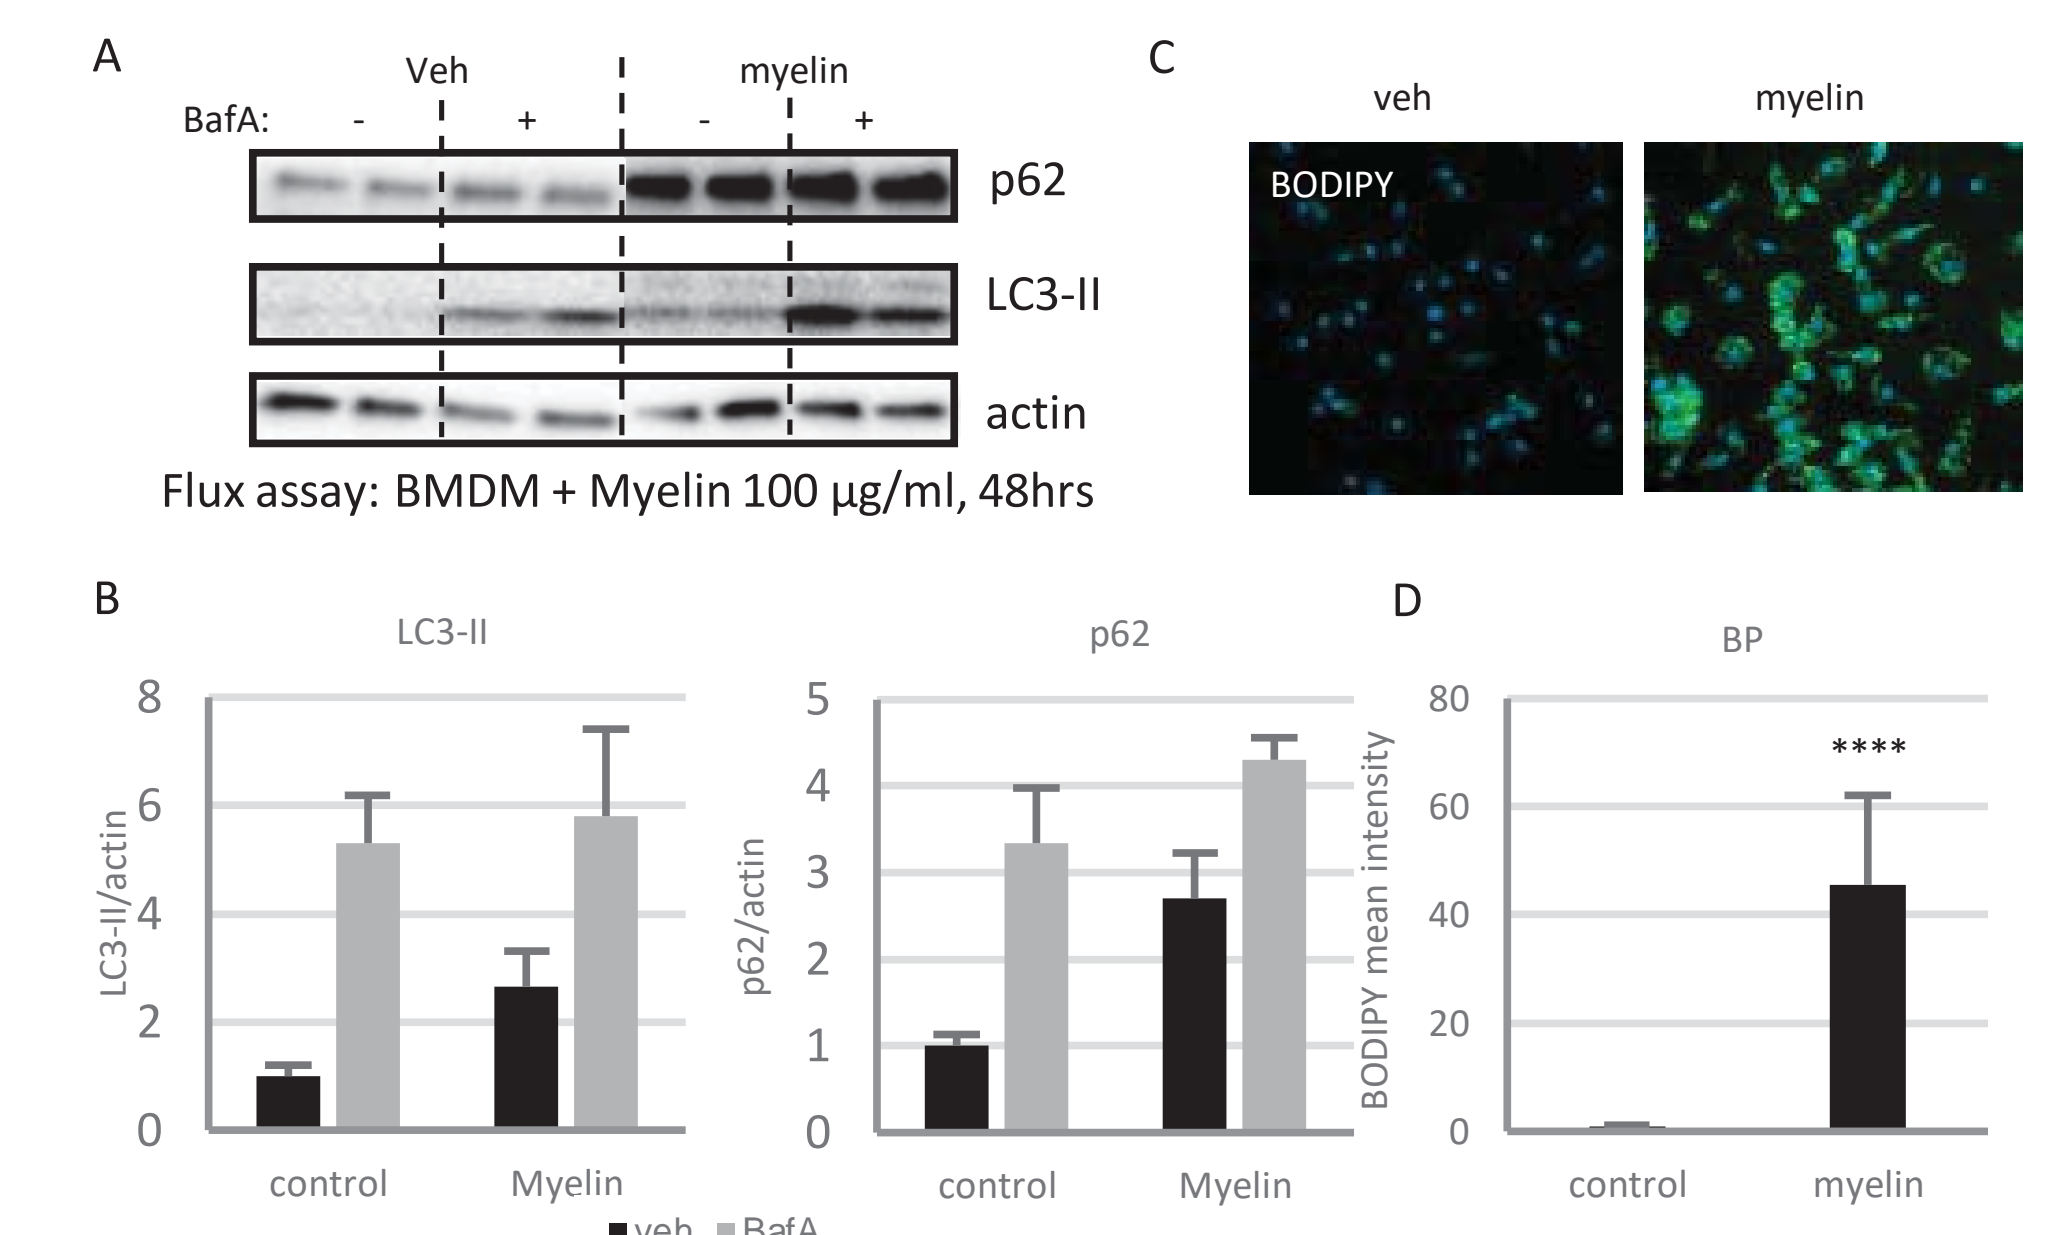 A
Veh
myelin
BafA:
-
+
-
+
p62
LC3-II
actin
Flux assay: BMDM + Myelin 100 µg/ml, 48hrs
C
veh
myelin
BODIPY
B
LC3-II
LC3-II/actin
8
6
4
2
0
control
Myelin
p62
p62/actin
5
4
3
2
1
0
control
Myelin
veh
BafA
D
BP
BODIPY mean intensity
80
60
40
20
0
****
control
myelin